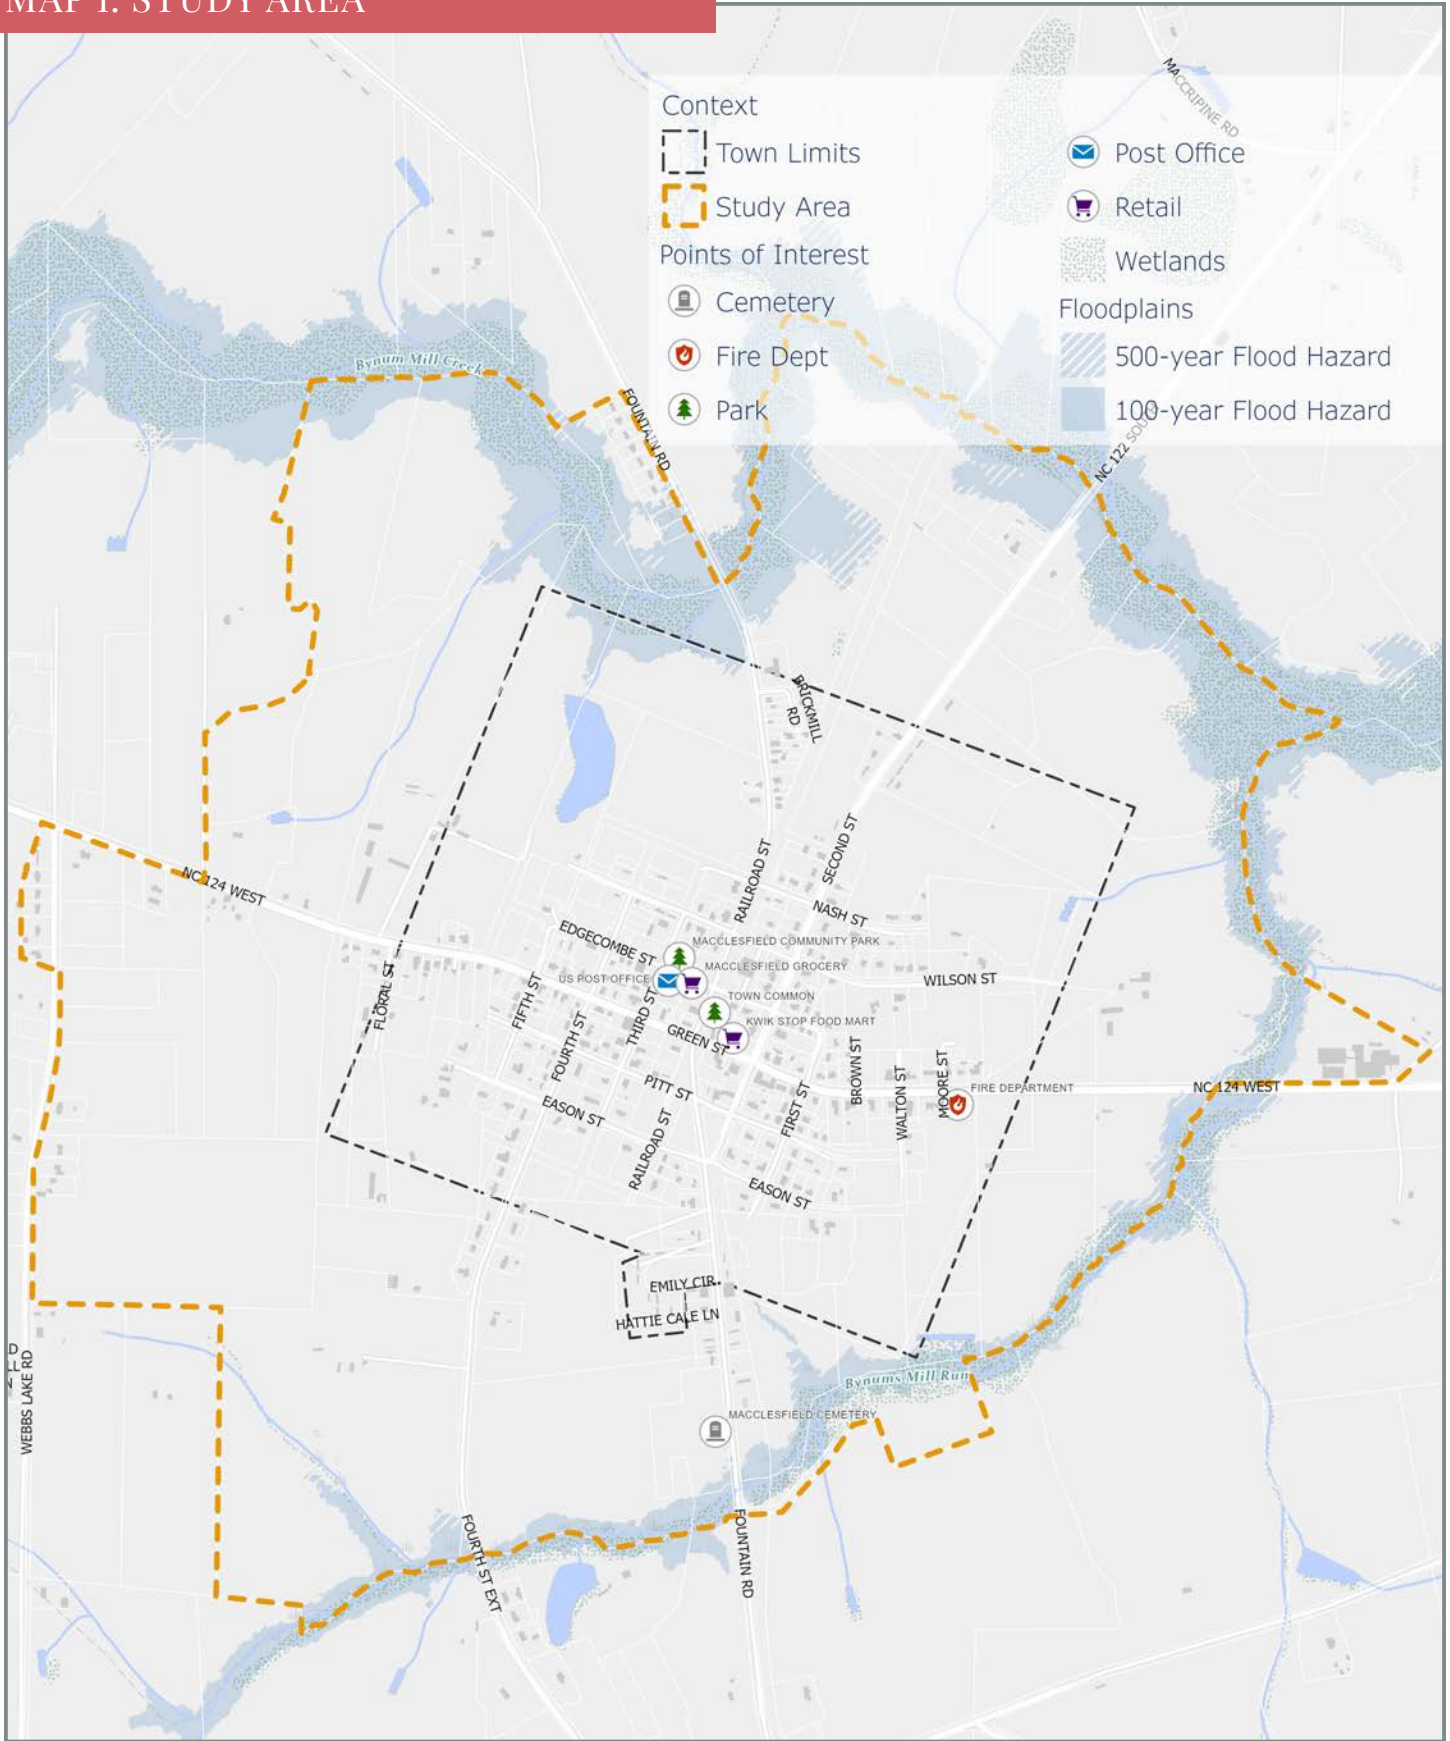 MAP 1: STUDY AREA
MACCRIPINE RD
Context
Town Limits
Study Area
Points of Interest
Cemetery
Fire Dept
Park
Post Office
Retail
Wetlands
Floodplains
500-year Flood Hazard
100-year Flood Hazard
Bynum Mill Creek
FOUNTAIN RD
NC 122 SOUTH
BRICKMILL
RD
NC 124 WEST
RAILROAD ST
SECOND ST
NASH ST
EDGECOMBE ST
MACCLESFIELD COMMUNITY PARK
MACCLESFIELD GROCERY
US POST OFFICE
WILSON ST
FLORAL ST
FIFTH ST
THIRD ST
TOWN COMMON
KWIK STOP FOOD MART
GREEN ST
FOURTH ST
PITT ST
BROWN ST
WALTON ST
MOORE ST
FIRE DEPARTMENT
NC 124 WEST
EASON ST
FIRST ST
RAILROAD ST
EASON ST
EMILY CIR
HATTIE CALE LN
WEBBS LAKE RD
Bynums Mill Run
MACCLESFIELD CEMETERY
FOURTH ST EXT
FOUNTAIN RD